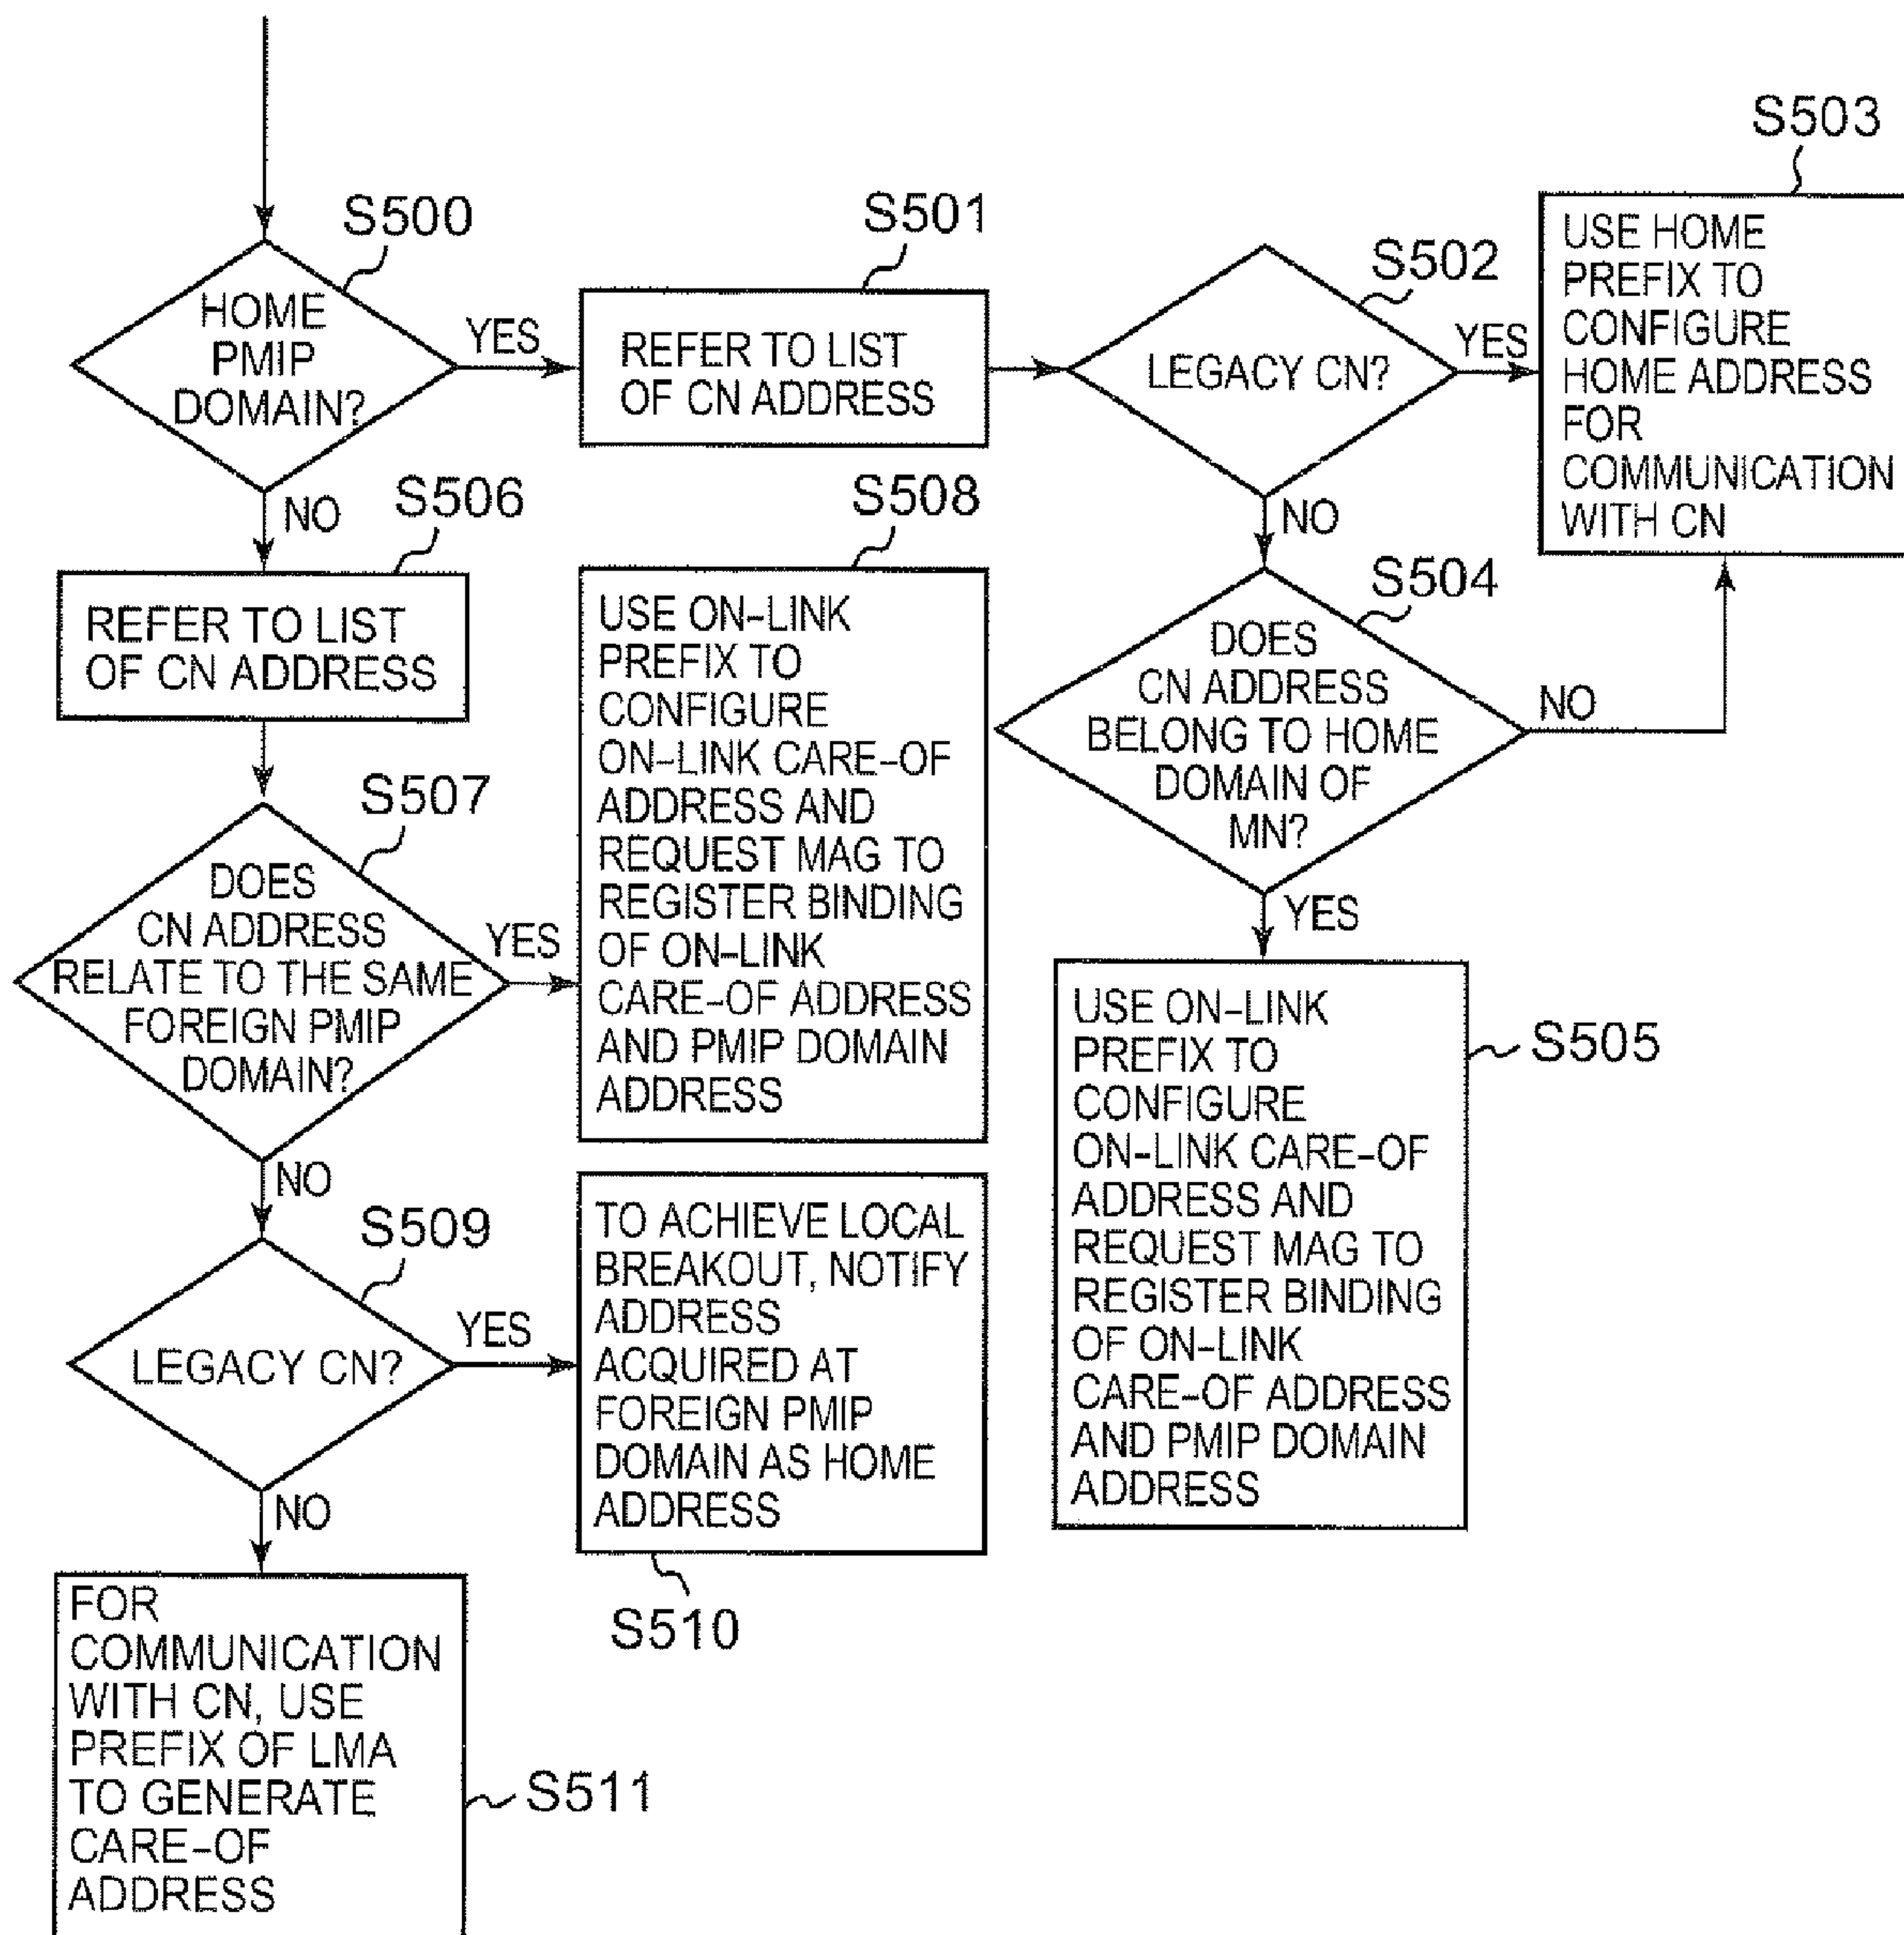 S500
HOME
PMIP
DOMAIN?
YES
NO
S501
REFER TO LIST
OF CN ADDRESS
S502
LEGACY CN?
YES
NO
S503
USE HOME
PREFIX TO
CONFIGURE
HOME ADDRESS
FOR
COMMUNICATION
WITH CN
S504
DOES
CN ADDRESS
BELONG TO HOME
DOMAIN OF
MN?
NO
YES
S505
USE ON-LINK
PREFIX TO
CONFIGURE
ON-LINK CARE-OF
ADDRESS AND
REQUEST MAG TO
REGISTER BINDING
OF ON-LINK
CARE-OF ADDRESS
AND PMIP DOMAIN
ADDRESS
S506
REFER TO LIST
OF CN ADDRESS
S507
DOES
CN ADDRESS
RELATE TO THE SAME
FOREIGN PMIP
DOMAIN?
YES
NO
S508
USE ON-LINK
PREFIX TO
CONFIGURE
ON-LINK CARE-OF
ADDRESS AND
REQUEST MAG TO
REGISTER BINDING
OF ON-LINK
CARE-OF ADDRESS
AND PMIP DOMAIN
ADDRESS
S509
LEGACY CN?
YES
NO
TO ACHIEVE LOCAL
BREAKOUT, NOTIFY
ADDRESS
ACQUIRED AT
FOREIGN PMIP
DOMAIN AS HOME
ADDRESS
S510
FOR
COMMUNICATION
WITH CN, USE
PREFIX OF LMA
TO GENERATE
CARE-OF
ADDRESS
S511